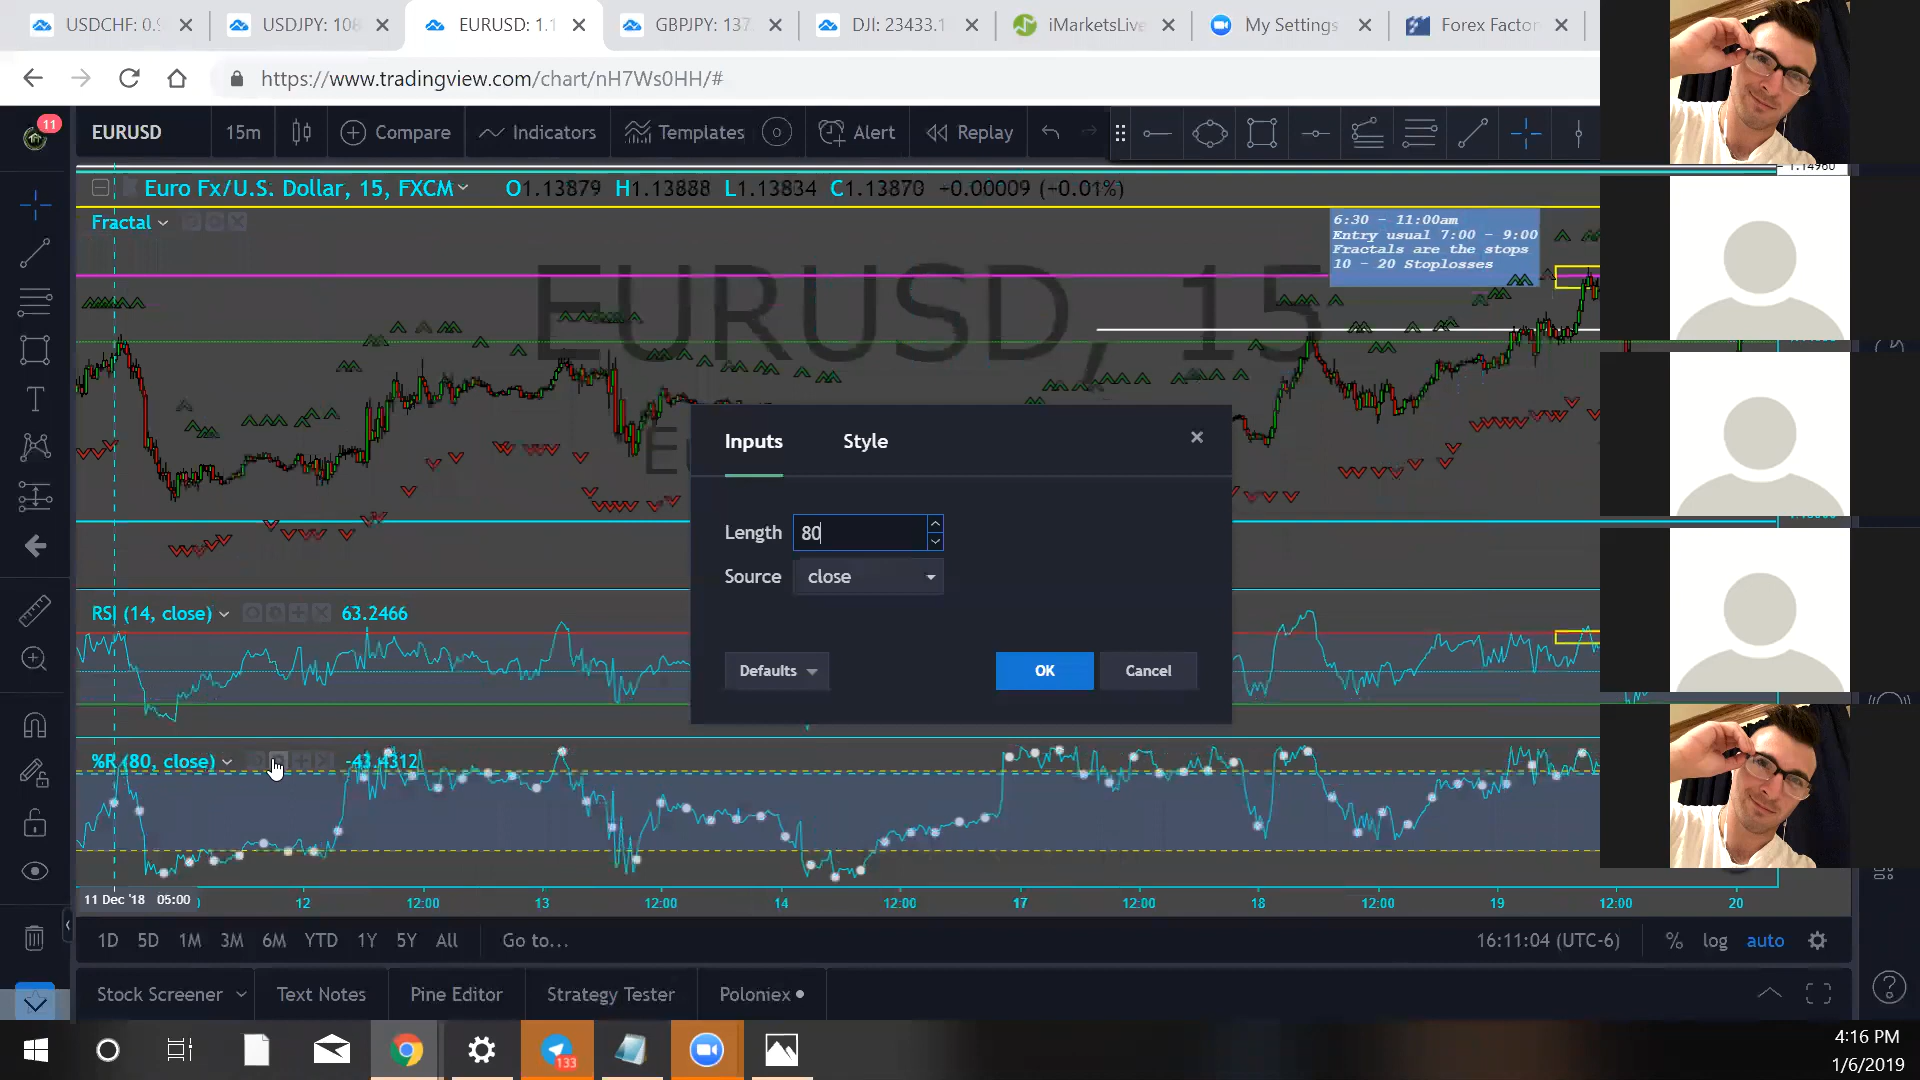 USDCHF: 0.9
USDJPY: 108
EURUSD: 1.1
GBPJPY: 137
DJI: 23433.1
iMarketsLive
My Settings
Forex Facto
https://www.tradingview.com/chart/nH7Ws0HH/#
11
EURUSD
15m
Compare
Indicators
Templates
Alert
Replay
1.14960
Euro Fx/U.S. Dollar, 15, FXCM
O1.13879 H1.13888 L1.13834 C1.13870 -0.00009 (-0.01%)
Fractal
6:30 - 11:00am
Entry usual 7:00 - 9:00
Fractals are the stops
10 - 20 Stoplosses
EURUSD, 15
Inputs
Style
Length
80
Source
close
Defaults
OK
Cancel
RSI (14, close)
63.2466
%R (80, close)
-43.4312
11 Dec '18 05:00
12
12:00
13
12:00
14
12:00
17
12:00
18
12:00
19
12:00
20
1D
5D
1M
3M
6M
YTD
1Y
5Y
All
Go to...
16:11:04 (UTC-6)
%
log
auto
Stock Screener
Text Notes
Pine Editor
Strategy Tester
Poloniex
133
4:16 PM
1/6/2019